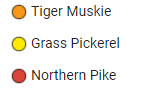 Tiger Muskie
Grass Pickerel
Northern Pike